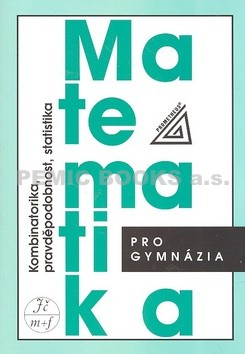 Ma
te
ma
ti
ka
Kombinatorika,
pravděpodobnost, statistika
PROMETHEUS
PEMIC BOOKS a.s.
PRO
GYMNÁZIA
Jč
m+f